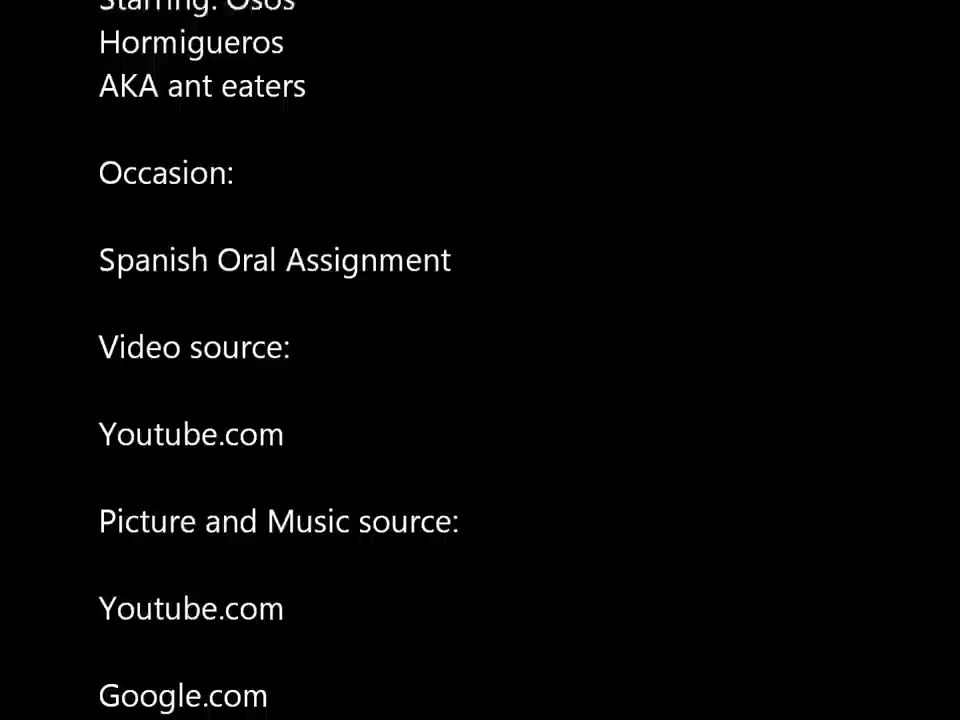 Starring: Osos
Hormigueros
AKA ant eaters
Occasion:
Spanish Oral Assignment
Video source:
Youtube.com
Picture and Music source:
Youtube.com
Google.com